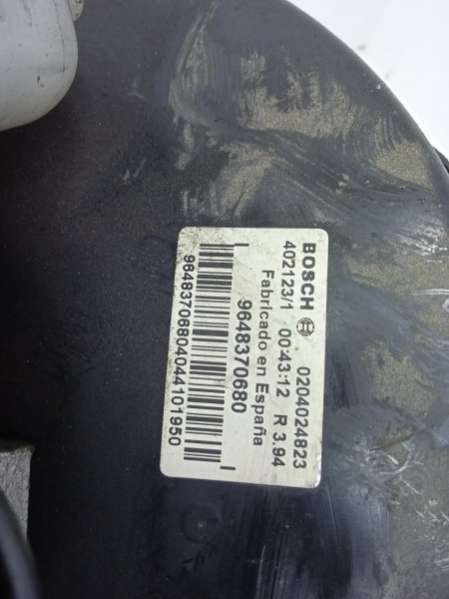 BOSCH 0204024823
402123/1 00:43:12 R 3.94
Fabricado en España
9648370680
96483706804044101950